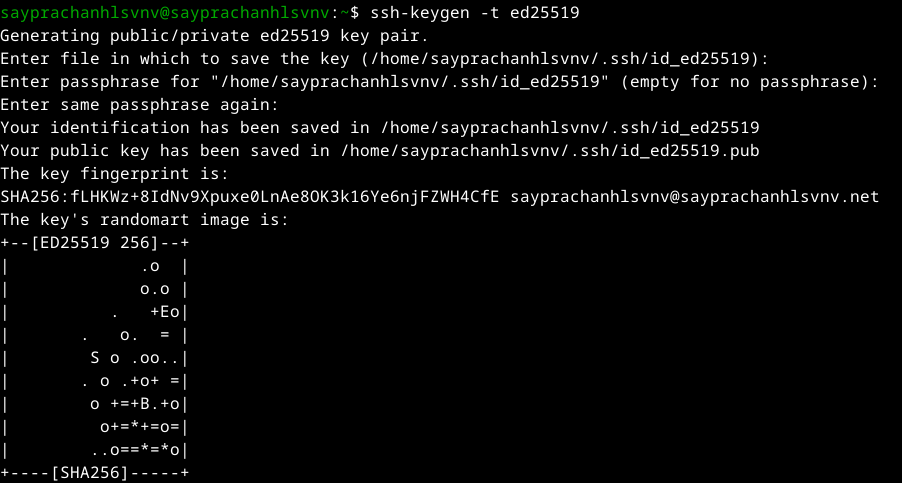 sayprachanhlsvnv@sayprachanhlsvnv:~$ ssh-keygen -t ed25519
Generating public/private ed25519 key pair.
Enter file in which to save the key (/home/sayprachanhlsvnv/.ssh/id_ed25519):
Enter passphrase for "/home/sayprachanhlsvnv/.ssh/id_ed25519" (empty for no passphrase):
Enter same passphrase again:
Your identification has been saved in /home/sayprachanhlsvnv/.ssh/id_ed25519
Your public key has been saved in /home/sayprachanhlsvnv/.ssh/id_ed25519.pub
The key fingerprint is:
SHA256:fLHKWz+8IdNv9Xpuxe0LnAe8OK3k16Ye6njFZWH4CfE sayprachanhlsvnv@sayprachanhlsvnv.net
The key's randomart image is:
+--[ED25519 256]--+
|             .o  |
|             o.o |
|          .   +Eo|
|       .   o.  = |
|        S o .oo..|
|       . o .+o+ =|
|        o +=+B.+o|
|         o+=*+=o=|
|        ..o==*=*o|
+----[SHA256]-----+